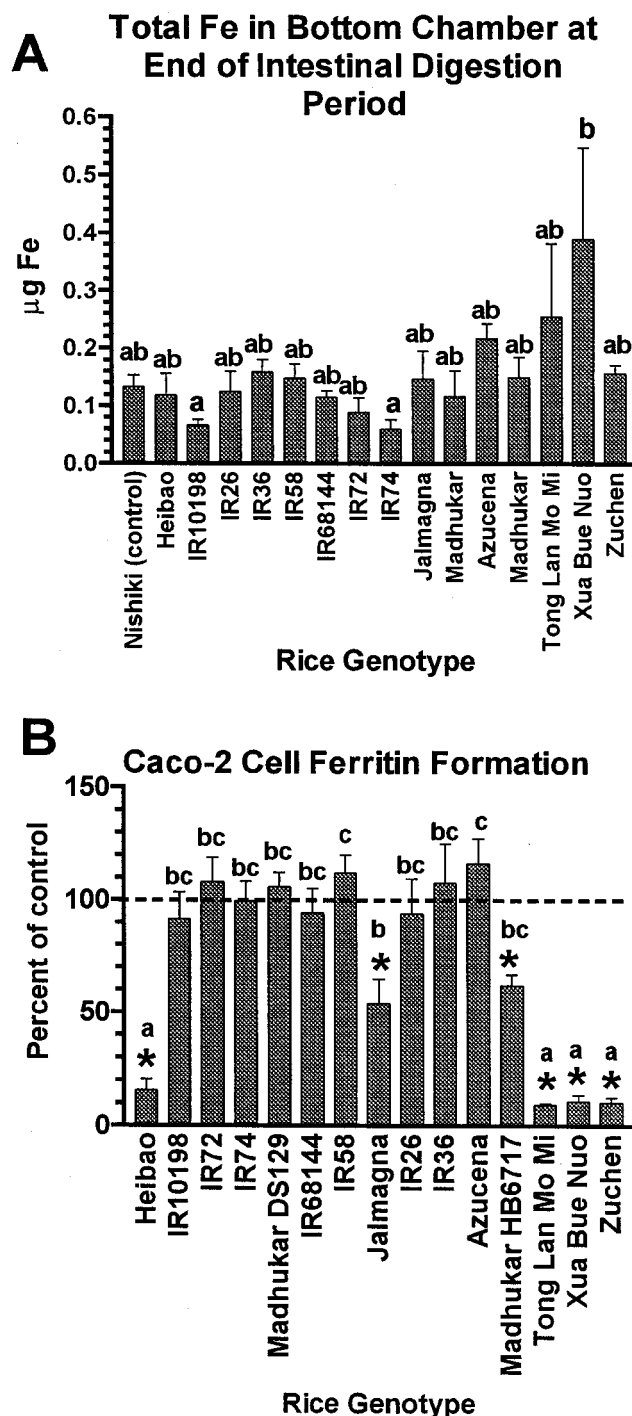 A
Total Fe in Bottom Chamber at
End of Intestinal Digestion
Period
µg Fe
0.6
0.5
0.4
0.3
0.2
0.1
0.0
ab
ab
a
ab
ab
ab
ab
ab
a
ab
ab
ab
ab
ab
b
ab
Nishiki (control)
Heibao
IR10198
IR26
IR36
IR58
IR68144
IR72
IR74
Jalmagna
Madhukar
Azucena
Madhukar
Tong Lan Mo Mi
Xua Bue Nuo
Zuchen
Rice Genotype
B
Caco-2 Cell Ferritin Formation
Percent of control
150
100
50
0
a
*
bc
bc
bc
bc
bc
c
b
*
bc
bc
c
bc
*
a
*
a
*
a
*
Heibao
IR10198
IR72
IR74
Madhukar DS129
IR68144
IR58
Jalmagna
IR26
IR36
Azucena
Madhukar HB6717
Tong Lan Mo Mi
Xua Bue Nuo
Zuchen
Rice Genotype